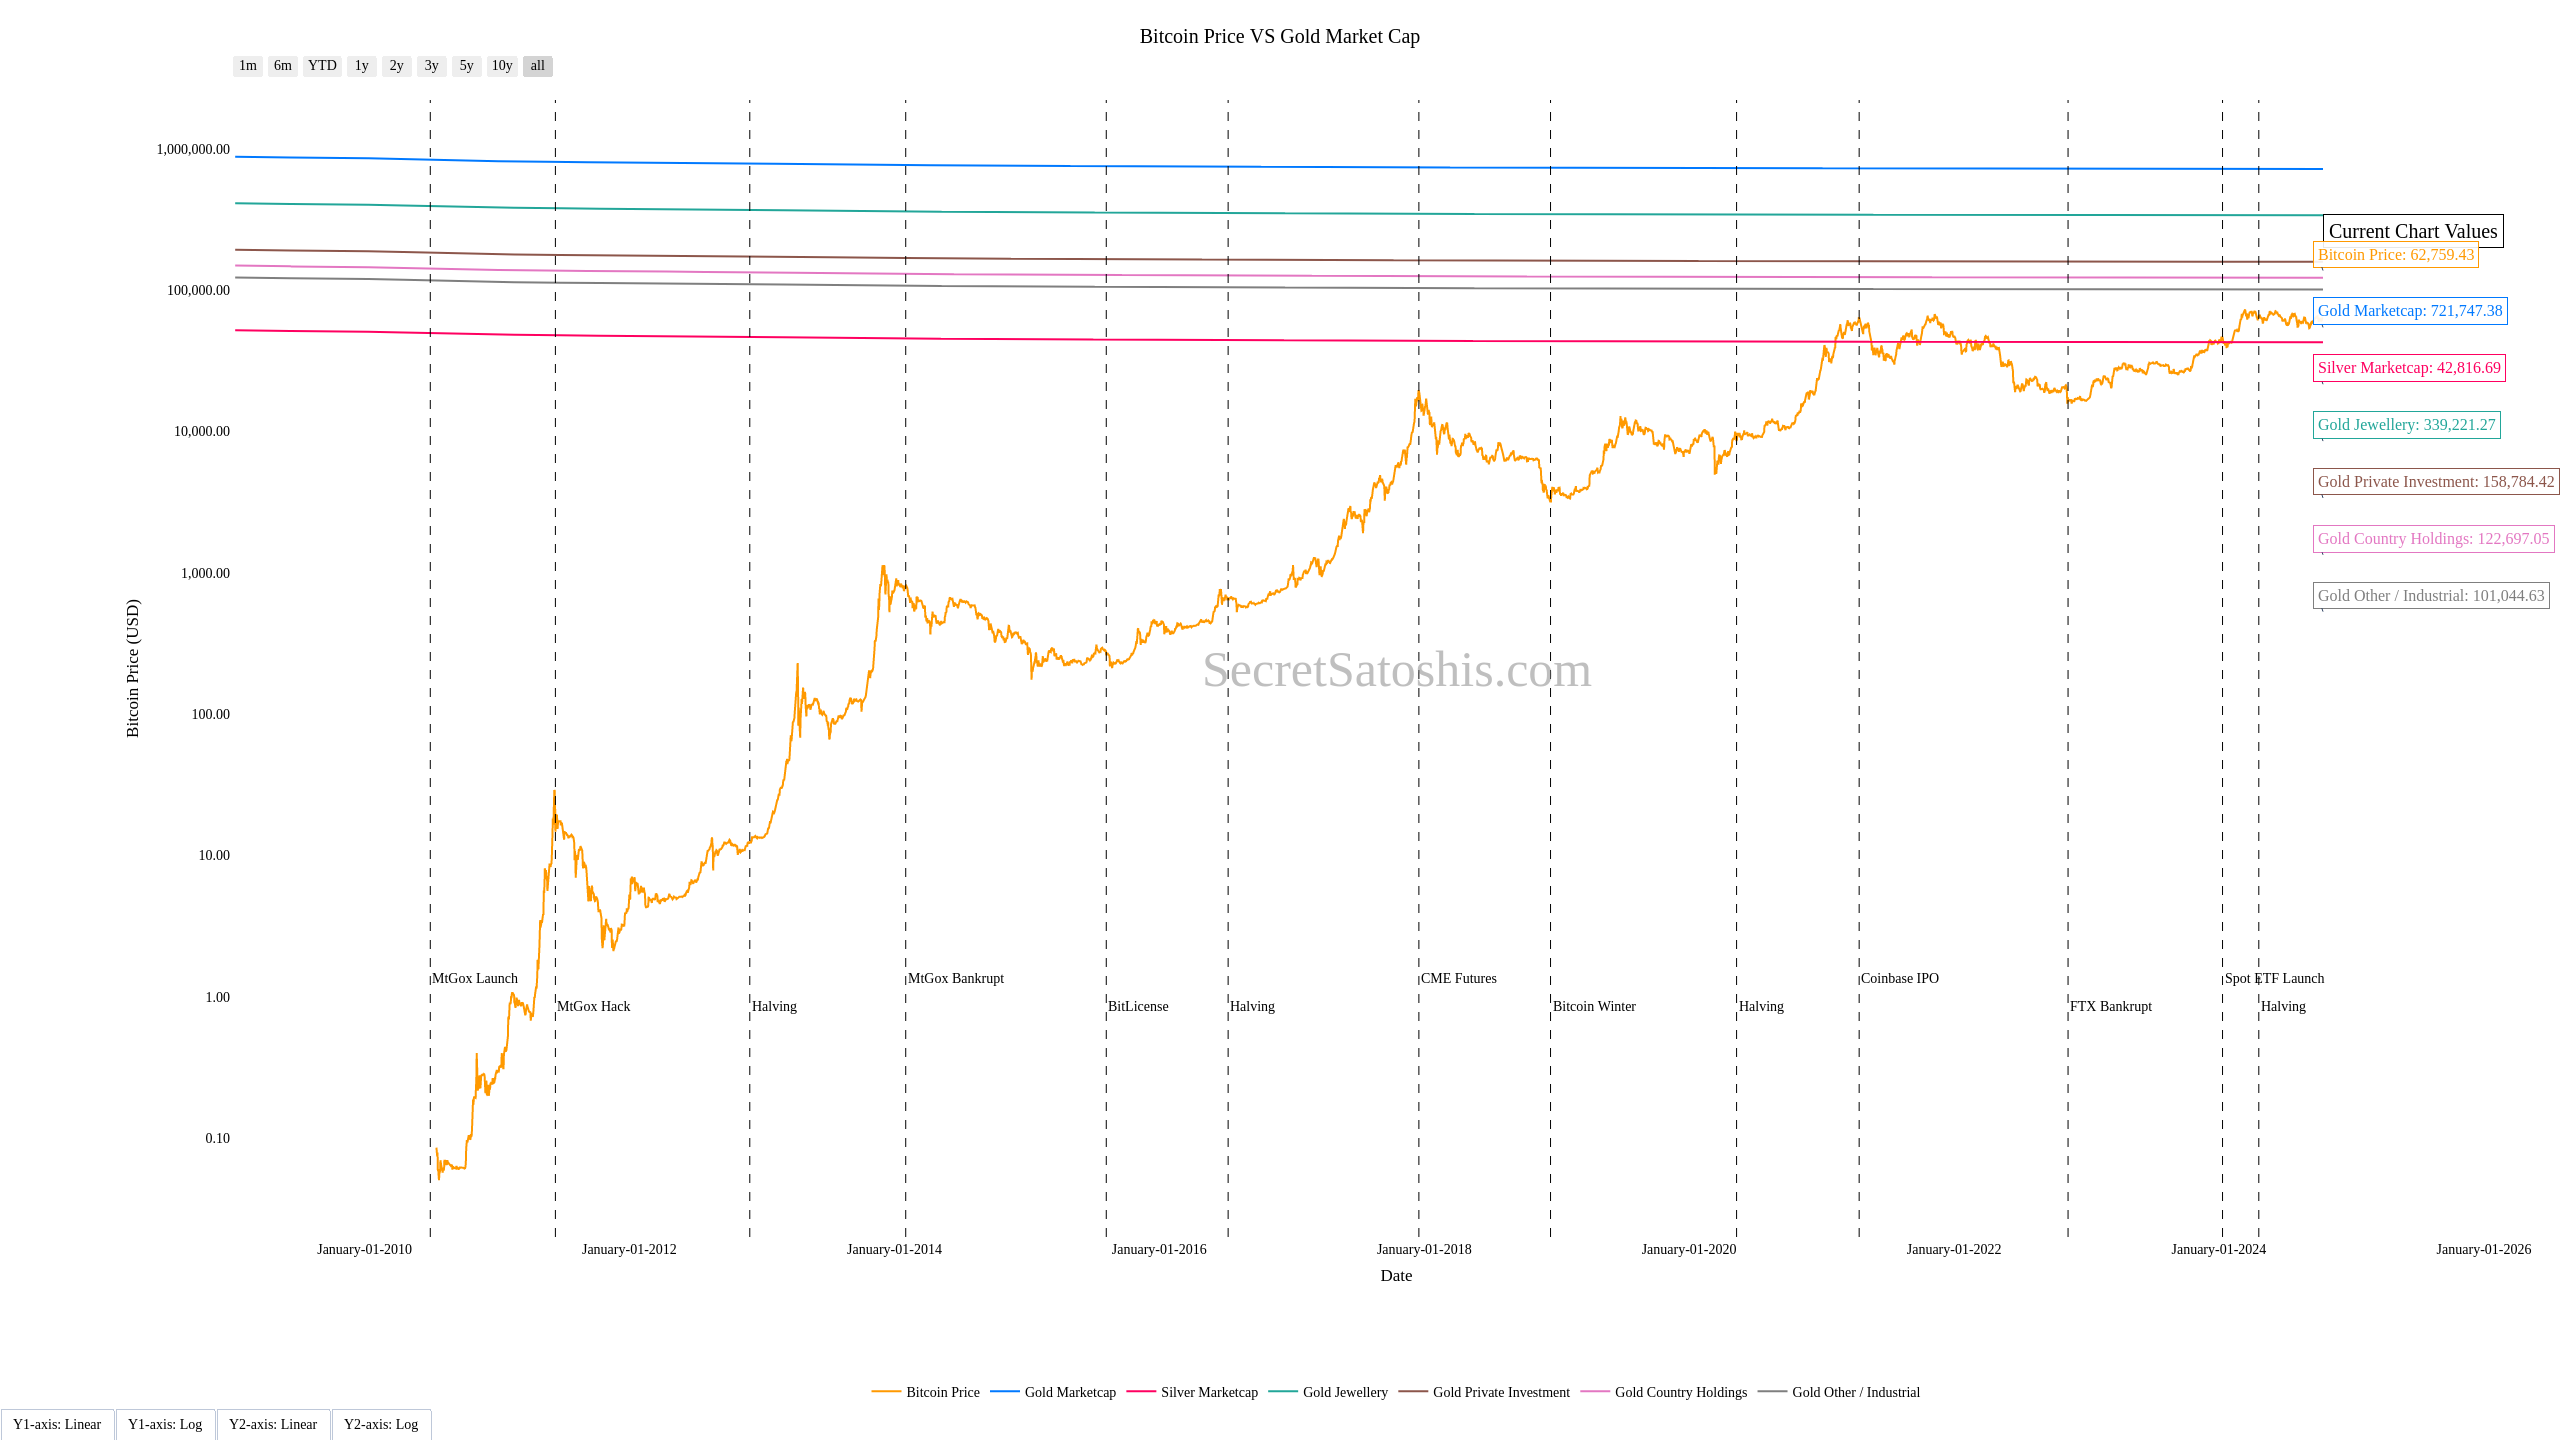 Bitcoin Price VS Gold Market Cap
1m 6m YTD 1y 2y 3y 5y 10y all
1,000,000.00
100,000.00
10,000.00
1,000.00
100.00
10.00
1.00
0.10
Bitcoin Price (USD)
Current Chart Values
Bitcoin Price: 62,759.43
Gold Marketcap: 721,747.38
Silver Marketcap: 42,816.69
Gold Jewellery: 339,221.27
Gold Private Investment: 158,784.42
Gold Country Holdings: 122,697.05
Gold Other / Industrial: 101,044.63
SecretSatoshis.com
MtGox Launch
MtGox Hack
Halving
MtGox Bankrupt
BitLicense
Halving
CME Futures
Bitcoin Winter
Halving
Coinbase IPO
FTX Bankrupt
Spot ETF Launch
Halving
January-01-2010 January-01-2012 January-01-2014 January-01-2016 January-01-2018 January-01-2020 January-01-2022 January-01-2024 January-01-2026
Date
Bitcoin Price Gold Marketcap Silver Marketcap Gold Jewellery Gold Private Investment Gold Country Holdings Gold Other / Industrial
Y1-axis: Linear Y1-axis: Log Y2-axis: Linear Y2-axis: Log